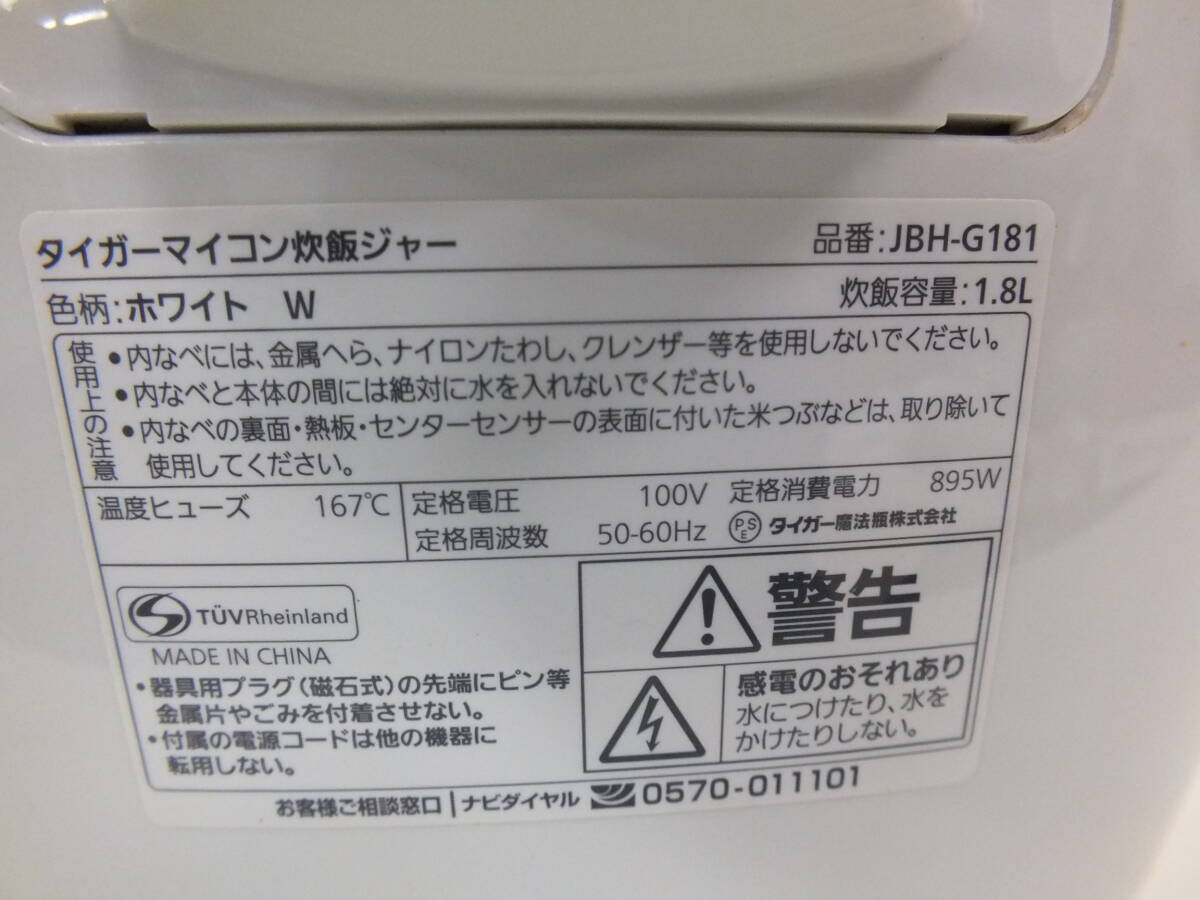 タイガーマイコン炊飯ジャー 品番:JBH-G181
色柄:ホワイト W 炊飯容量:1.8L
使用上の注意
•内なべには、金属へら、ナイロンたわし、クレンザー等を使用しないでください。
•内なべと本体の間には絶対に水を入れないでください。
•内なべの裏面・熱板・センターセンサーの表面に付いた米つぶなどは、取り除いて
使用してください。
温度ヒューズ 167℃ 定格電圧 100V 定格消費電力 895W
定格周波数 50-60Hz PSE タイガー魔法瓶株式会社
TÜVRheinland
MADE IN CHINA
・器具用プラグ(磁石式)の先端にピン等
金属片やごみを付着させない。
・付属の電源コードは他の機器に
転用しない。
警告
感電のおそれあり
水につけたり、水を
かけたりしない。
お客様ご相談窓口 ナビダイヤル 0570-011101